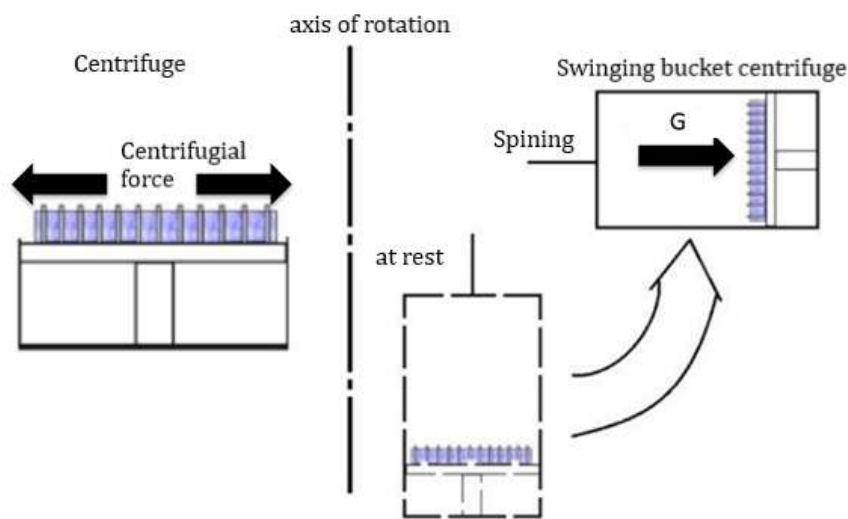 axis of rotation
Centrifuge
Swinging bucket centrifuge
G
Spining
Centrifugial
force
at rest